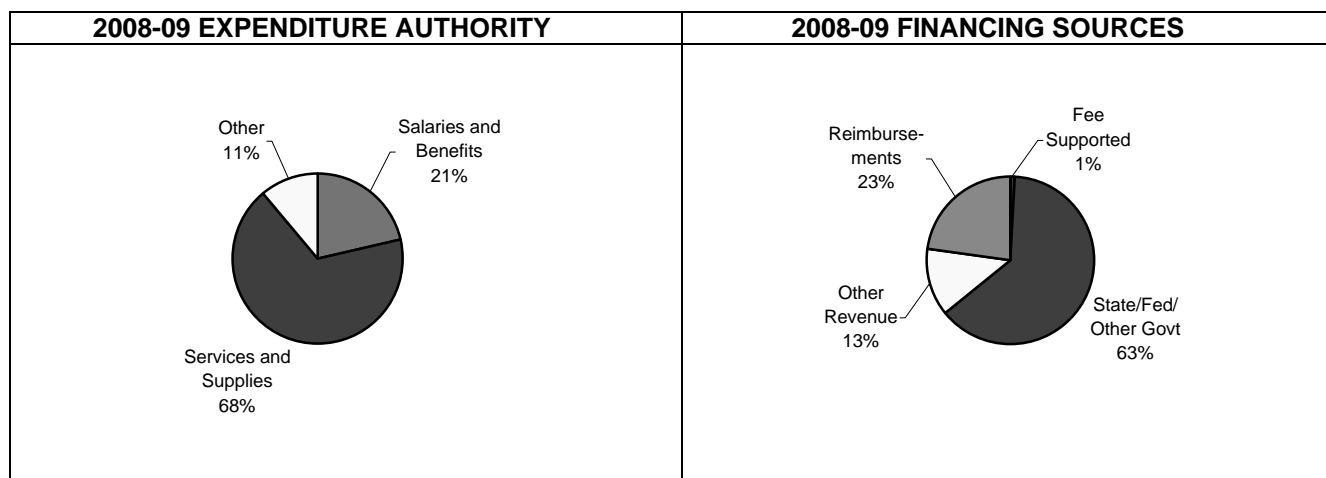 2008-09 EXPENDITURE AUTHORITY
Other
11%
Salaries and
Benefits
21%
Services and
Supplies
68%
2008-09 FINANCING SOURCES
Reimburse-
ments
23%
Fee
Supported
1%
Other
Revenue
13%
State/Fed/
Other Govt
63%